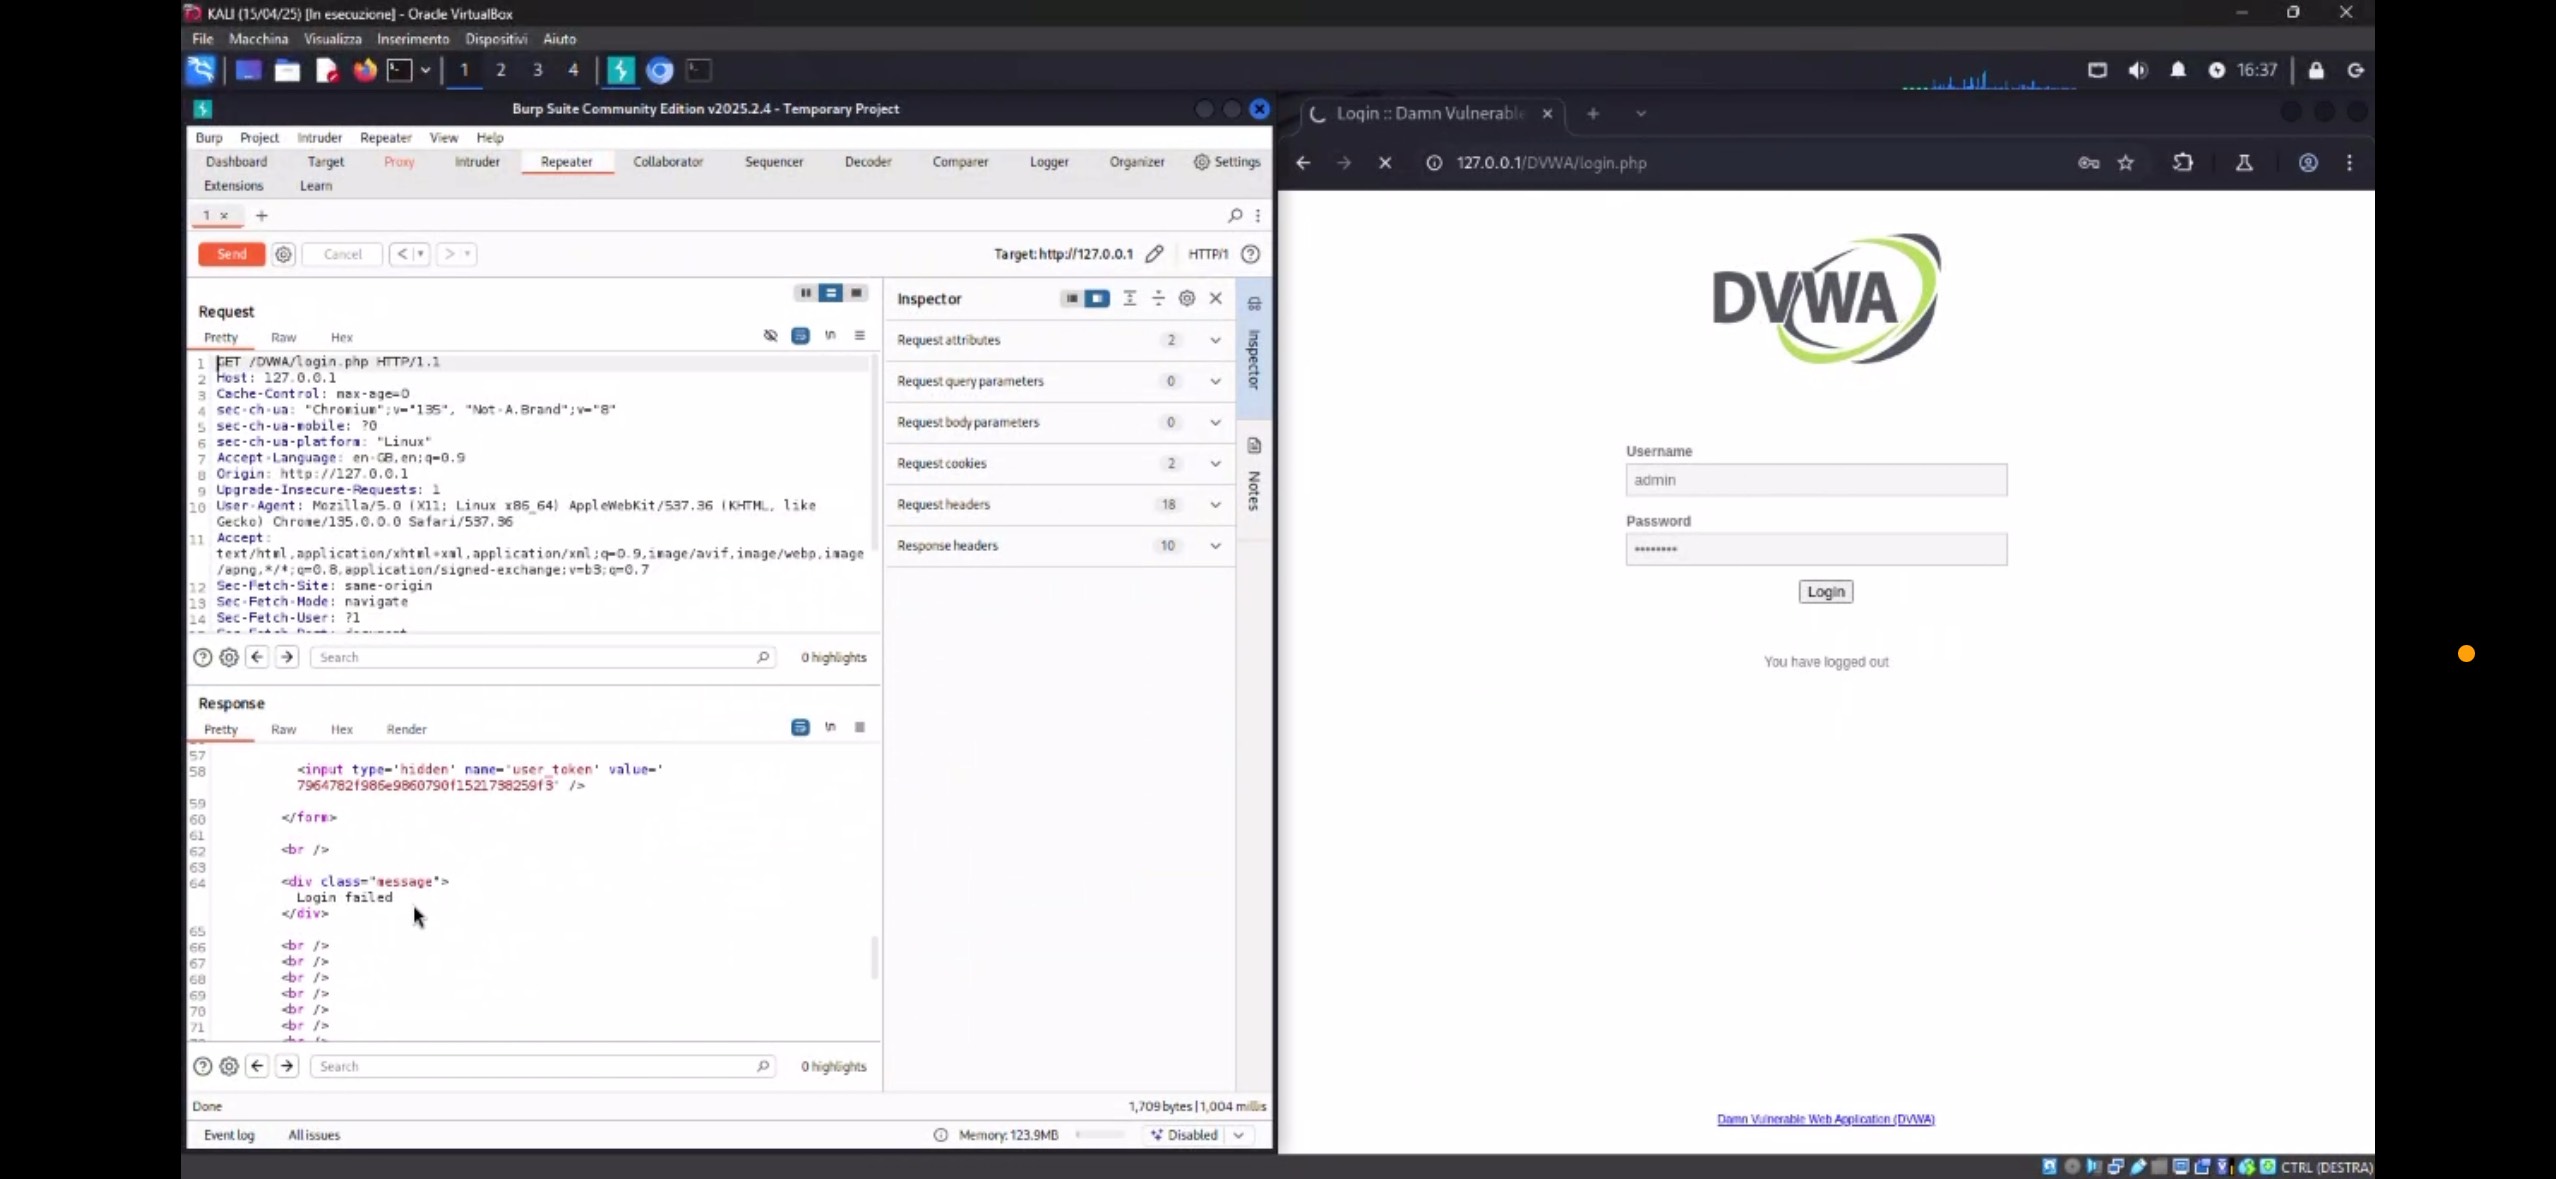 KALI (15/04/25) [In esecuzione] - Oracle VirtualBox
File Macchina Visualizza Inserimento Dispositivi Aiuto
1 2 3 4
16:37
Burp Suite Community Edition v2025.2.4 - Temporary Project
Burp Project Intruder Repeater View Help
Dashboard Target Proxy Intruder Repeater Collaborator Sequencer Decoder Comparer Logger Organizer Settings
Extensions Learn
1 × +
Send Cancel < > Target: http://127.0.0.1 HTTP/1
Request
Pretty Raw Hex
1 GET /DVWA/login.php HTTP/1.1
2 Host: 127.0.0.1
3 Cache-Control: max-age=0
4 sec-ch-ua: "Chromium";v="135", "Not-A.Brand";v="8"
5 sec-ch-ua-mobile: ?0
6 sec-ch-ua-platform: "Linux"
7 Accept-Language: en-GB,en;q=0.9
8 Origin: http://127.0.0.1
9 Upgrade-Insecure-Requests: 1
10 User-Agent: Mozilla/5.0 (X11; Linux x86_64) AppleWebKit/537.36 (KHTML, like
Gecko) Chrome/135.0.0.0 Safari/537.36
11 Accept:
text/html,application/xhtml+xml,application/xml;q=0.9,image/avif,image/webp,image
/apng,*/*;q=0.8,application/signed-exchange;v=b3;q=0.7
12 Sec-Fetch-Site: same-origin
13 Sec-Fetch-Mode: navigate
14 Sec-Fetch-User: ?1
Search 0 highlights
Response
Pretty Raw Hex Render
57
58 <input type='hidden' name='user_token' value='
7964782f986e9860790f1521738259f3' />
59
60 </form>
61
62 <br />
63
64 <div class="message">
Login failed
</div>
65
66 <br />
67 <br />
68 <br />
69 <br />
70 <br />
71 <br />
Search 0 highlights
Done 1,709 bytes | 1,004 millis
Event log All issues Memory: 123.9MB Disabled
Inspector
Request attributes 2
Request query parameters 0
Request body parameters 0
Request cookies 2
Request headers 18
Response headers 10
Inspector
Notes
Login :: Damn Vulnerable
127.0.0.1/DVWA/login.php
DVWA
Username
admin
Password
••••••••
Login
You have logged out
Damn Vulnerable Web Application (DVWA)
CTRL (DESTRA)